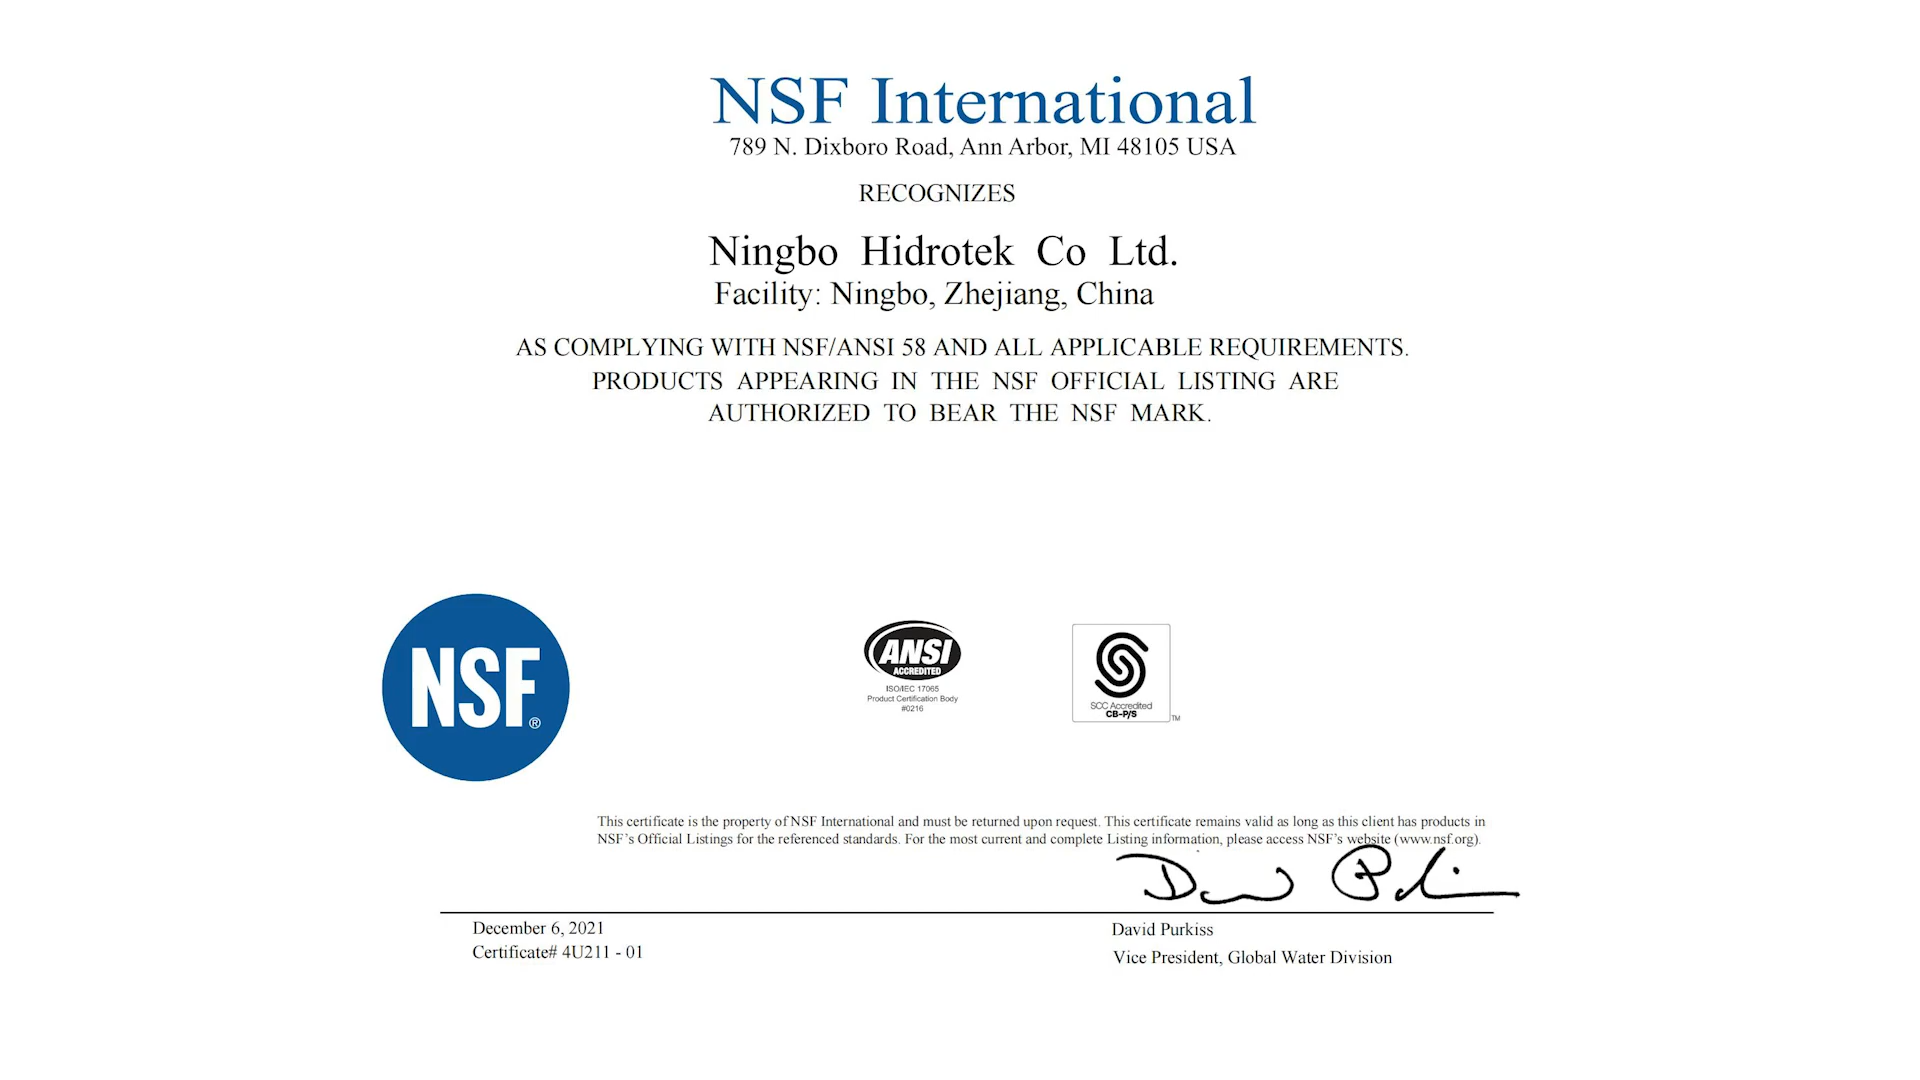 NSF International
789 N. Dixboro Road, Ann Arbor, MI 48105 USA
RECOGNIZES
Ningbo Hidrotek Co Ltd.
Facility: Ningbo, Zhejiang, China
AS COMPLYING WITH NSF/ANSI 58 AND ALL APPLICABLE REQUIREMENTS.
PRODUCTS APPEARING IN THE NSF OFFICIAL LISTING ARE
AUTHORIZED TO BEAR THE NSF MARK.
NSF®
ANSI
ACCREDITED
ISO/IEC 17065
Product Certification Body
#0216
SCC Accredited
CB-P/S
TM
This certificate is the property of NSF International and must be returned upon request. This certificate remains valid as long as this client has products in
NSF's Official Listings for the referenced standards. For the most current and complete Listing information, please access NSF's website (www.nsf.org).
December 6, 2021
Certificate# 4U211 - 01
David Purkiss
Vice President, Global Water Division